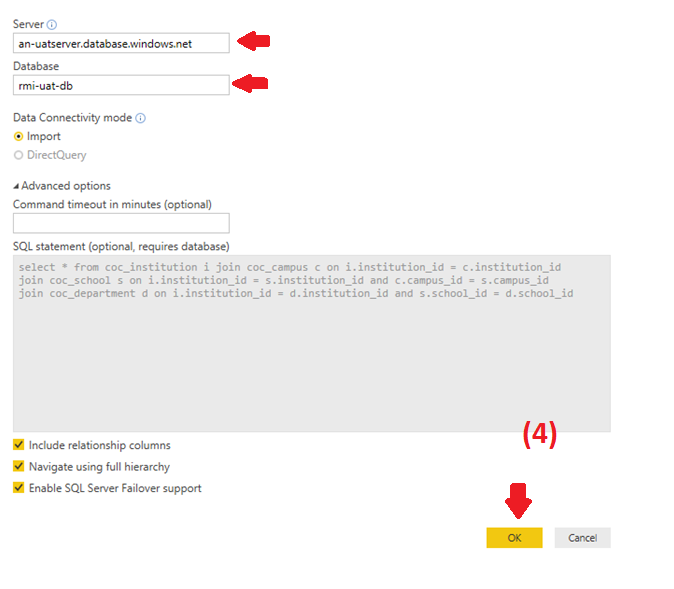 Server
an-uatserver.database.windows.net
Database
rmi-uat-db
Data Connectivity mode
Import
DirectQuery
Advanced options
Command timeout in minutes (optional)
SQL statement (optional, requires database)
select * from coc_institution i join coc_campus c on i.institution_id = c.institution_id
join coc_school s on i.institution_id = s.institution_id and c.campus_id = s.campus_id
join coc_department d on i.institution_id = d.institution_id and s.school_id = d.school_id
(4)
Include relationship columns
Navigate using full hierarchy
Enable SQL Server Failover support
OK
Cancel